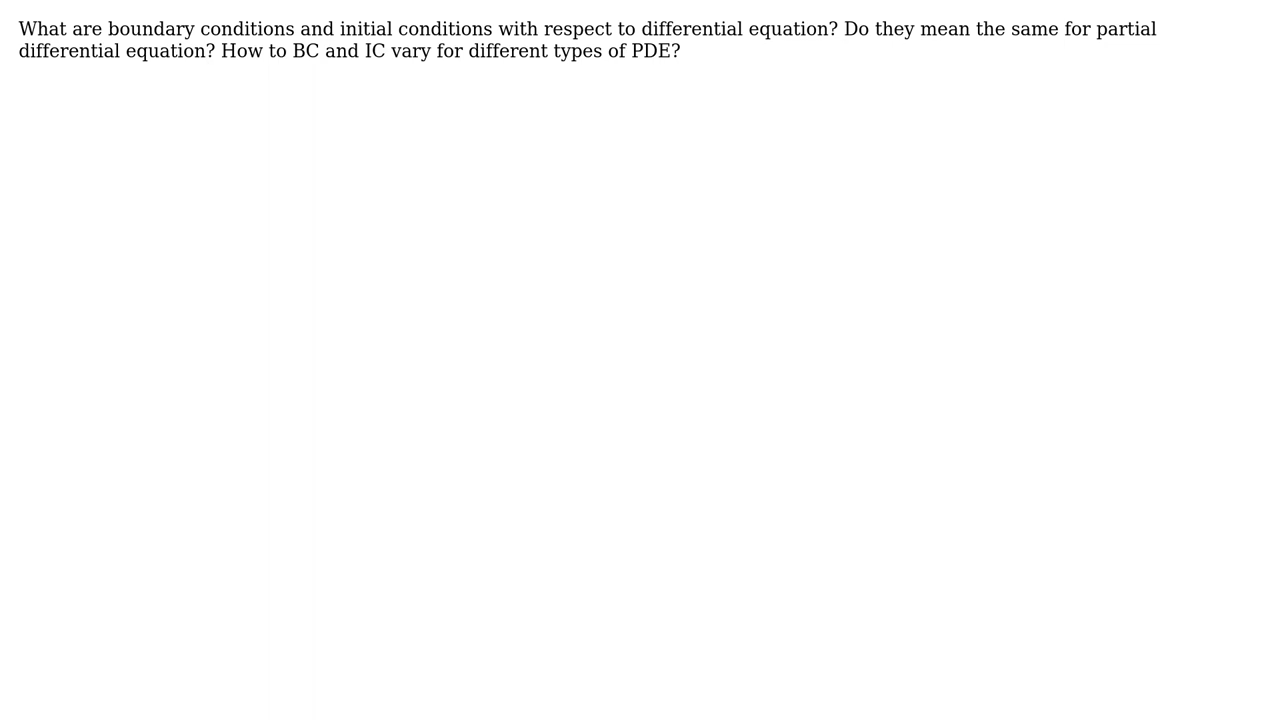 What are boundary conditions and initial conditions with respect to differential equation? Do they mean the same for partial
differential equation? How to BC and IC vary for different types of PDE?